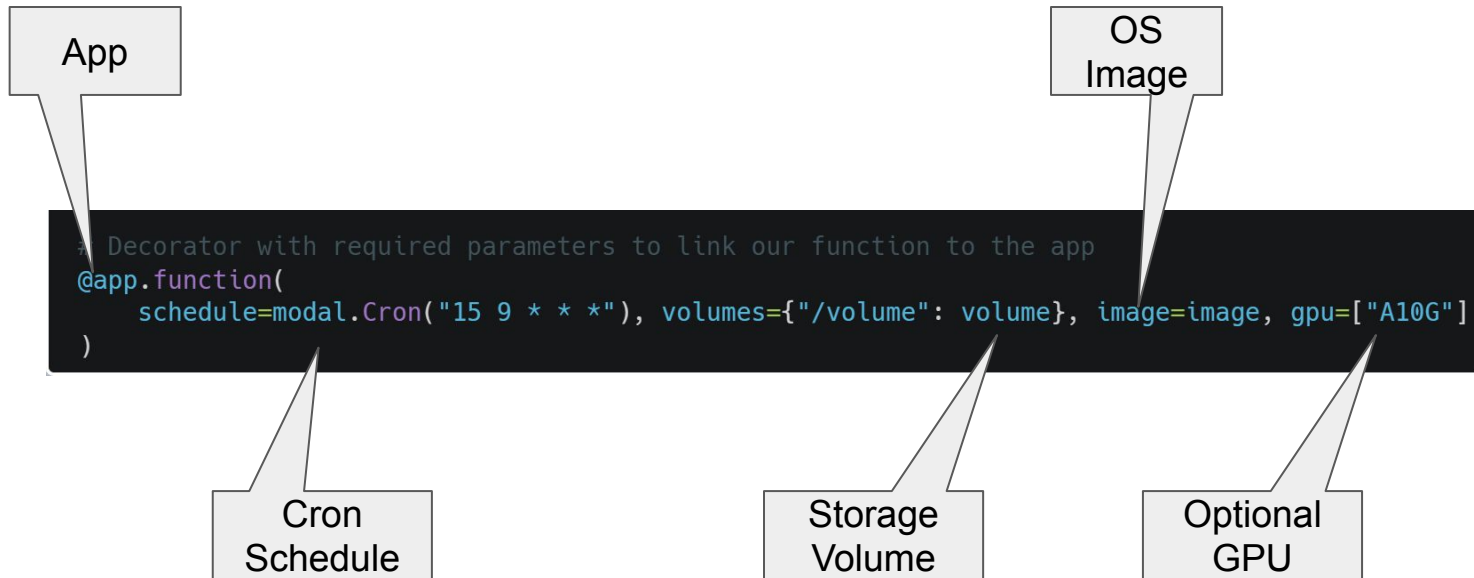 App
OS
Image
# Decorator with required parameters to link our function to the app
@app.function(
    schedule=modal.Cron("15 9 * * *"), volumes={"/volume": volume}, image=image, gpu=["A10G"]
)
Cron
Schedule
Storage
Volume
Optional
GPU